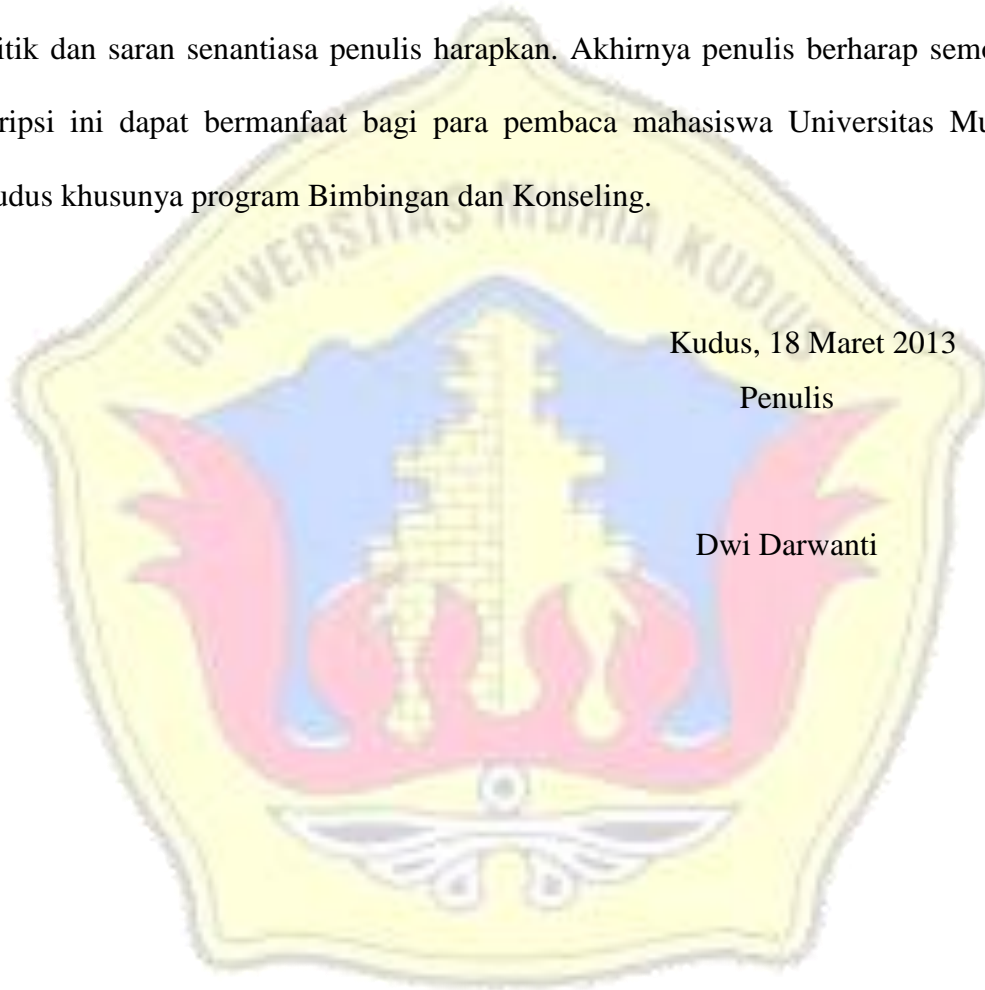 itik dan saran senantiasa penulis harapkan. Akhirnya penulis berharap sem
ripsi ini dapat bermanfaat bagi para pembaca mahasiswa Universitas Mu
udus khusunya program Bimbingan dan Konseling.
UNIVERSITAS MURIA KUDUS
Kudus, 18 Maret 2013
Penulis
Dwi Darwanti